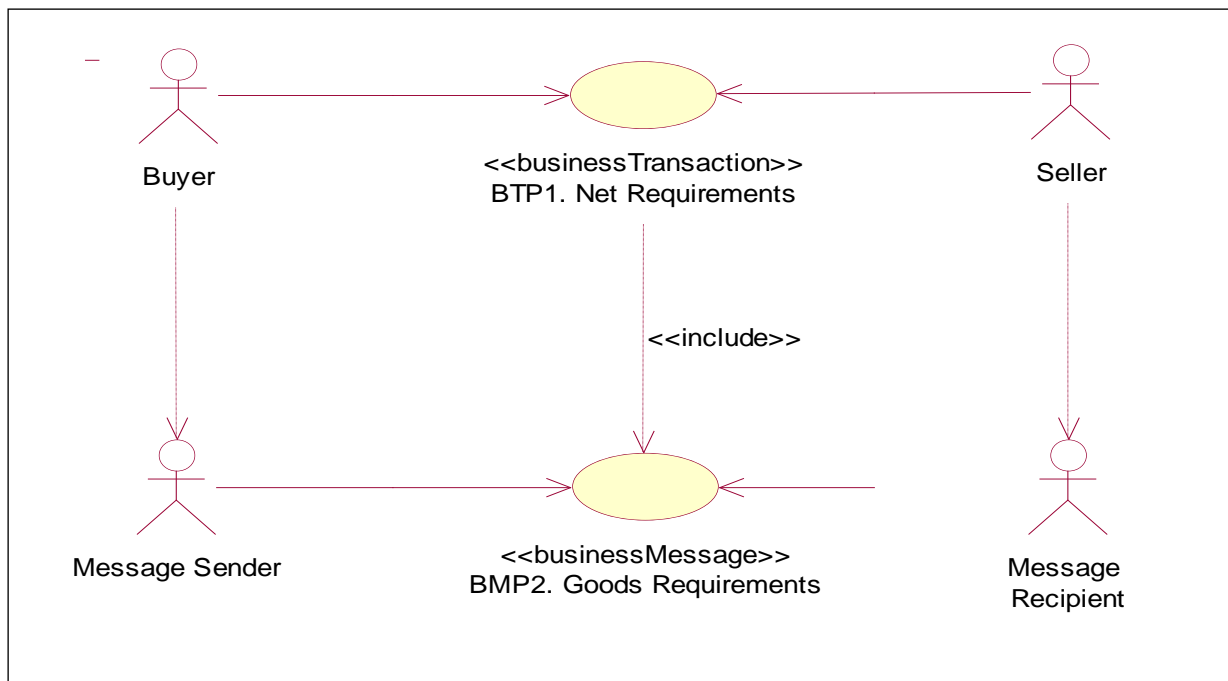 Buyer
<<businessTransaction>>
BTP1. Net Requirements
Seller
<<include>>
Message Sender
<<businessMessage>>
BMP2. Goods Requirements
Message
Recipient